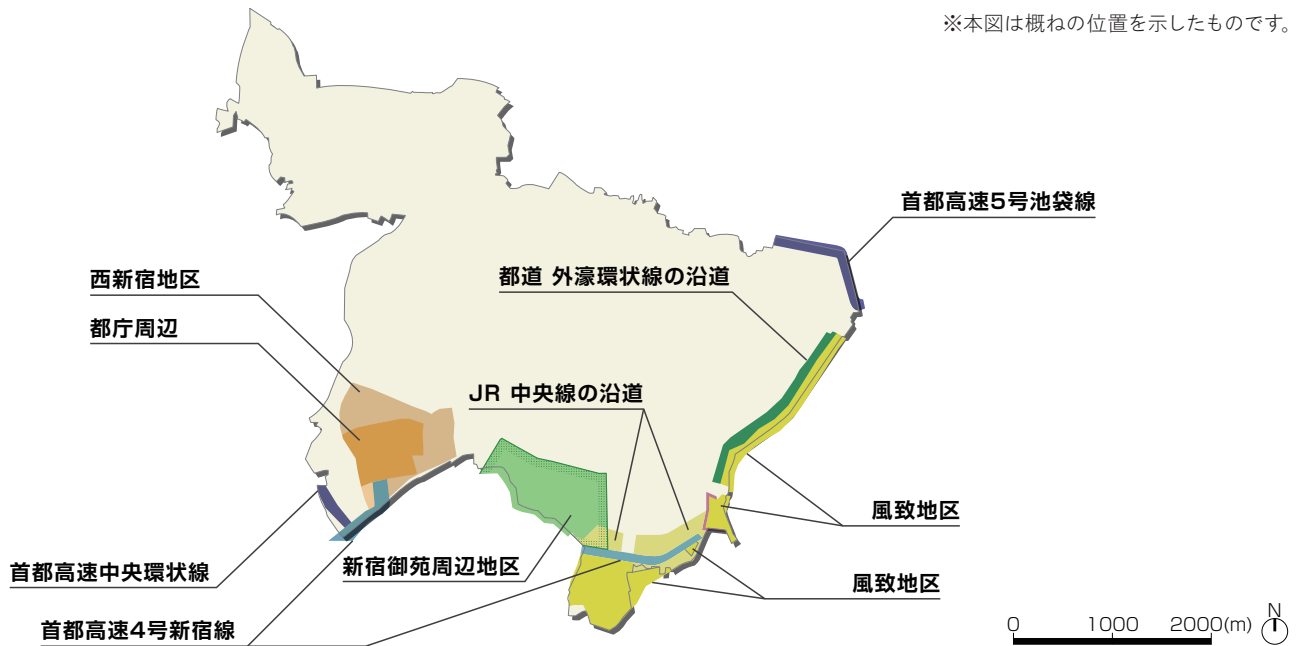 ※本図は概ねの位置を示したものです。
首都高速5号池袋線
西新宿地区
都道 外濠環状線の沿道
都庁周辺
JR 中央線の沿道
風致地区
新宿御苑周辺地区
首都高速中央環状線
風致地区
首都高速4号新宿線
0 1000 2000(m)
N